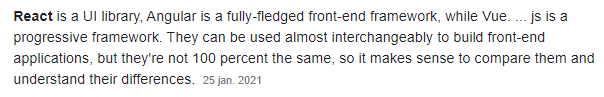 React is a UI library, Angular is a fully-fledged front-end framework, while Vue. ... js is a
progressive framework. They can be used almost interchangeably to build front-end
applications, but they're not 100 percent the same, so it makes sense to compare them and
understand their differences. 25 jan. 2021